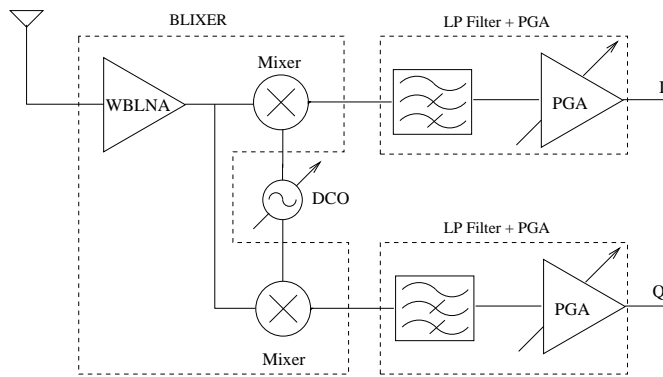 BLIXER
LP Filter + PGA
Mixer
WBLNA
PGA
I
DCO
LP Filter + PGA
PGA
Q
Mixer